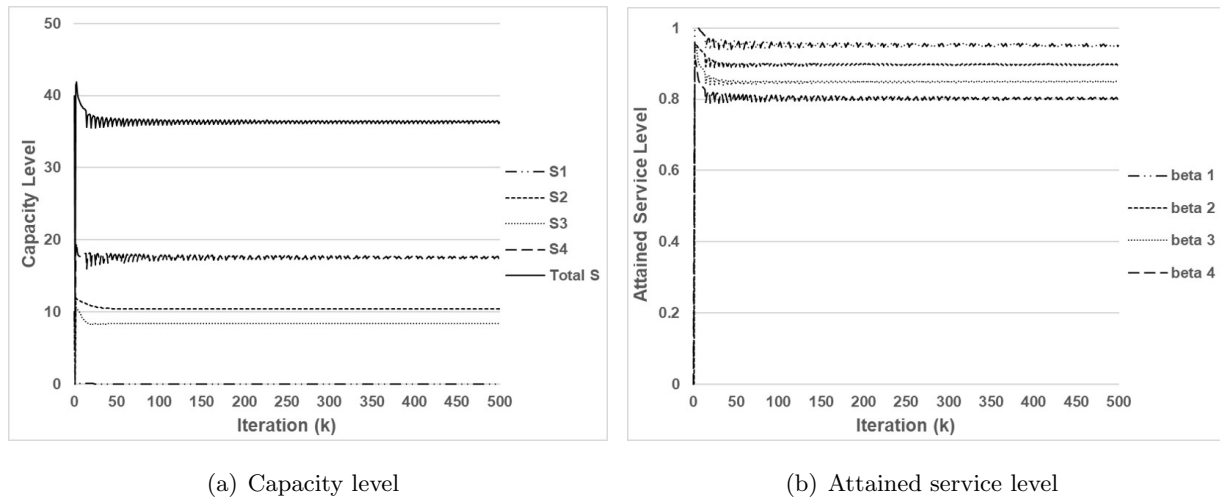 50
40
30
20
10
0
Capacity Level
0 50 100 150 200 250 300 350 400 450 500
Iteration (k)
S1
S2
S3
S4
Total S
(a) Capacity level
1
0.8
0.6
0.4
0.2
0
Attained Service Level
0 50 100 150 200 250 300 350 400 450 500
Iteration (k)
beta 1
beta 2
beta 3
beta 4
(b) Attained service level